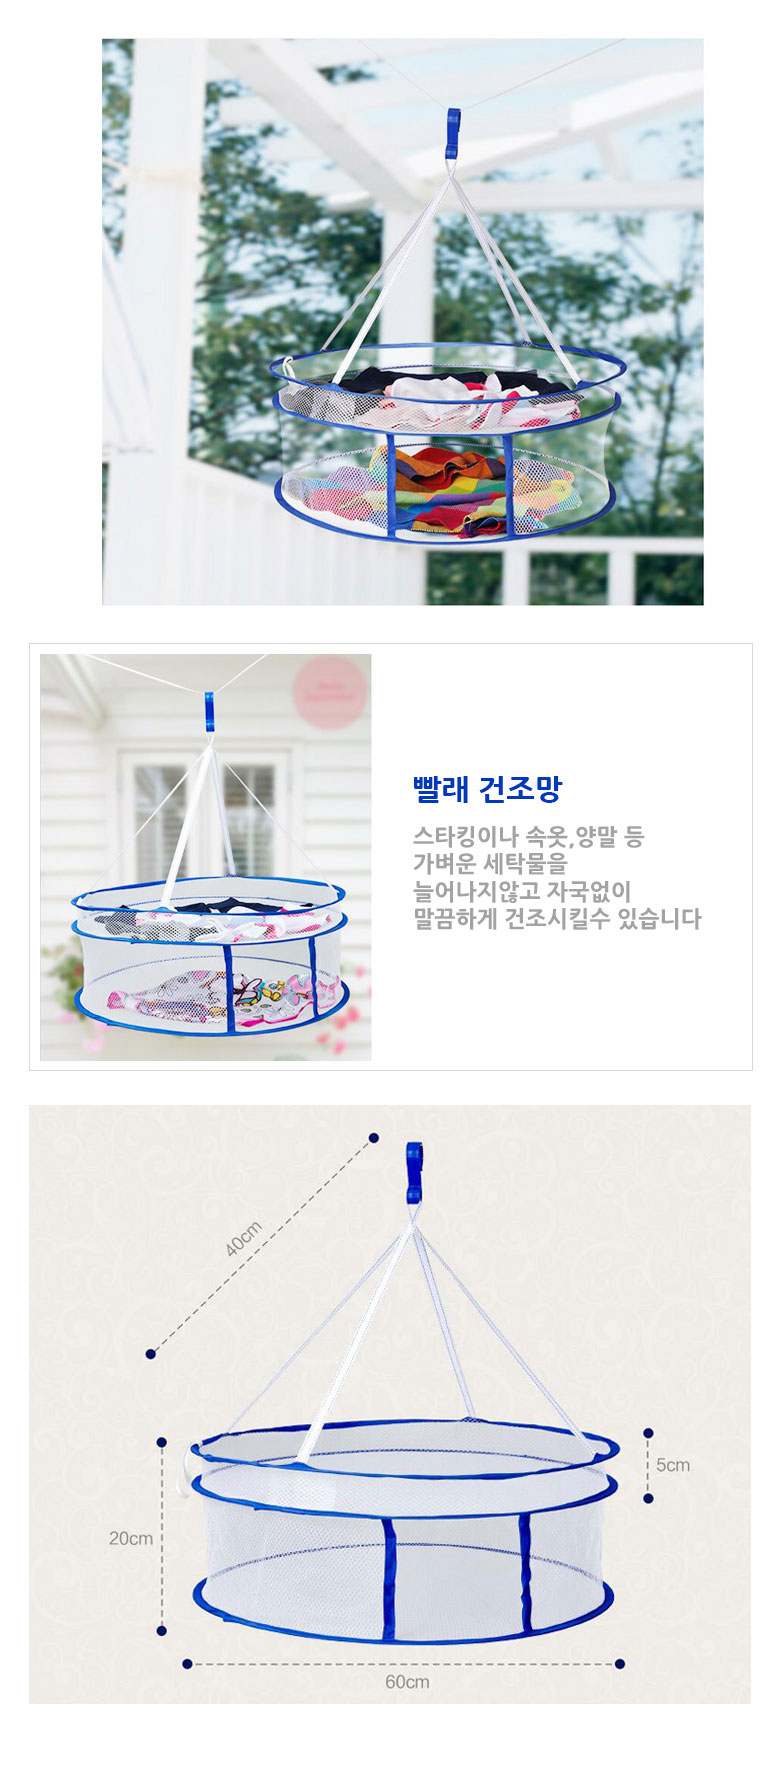 빨래 건조망
스타킹이나 속옷,양말 등
가벼운 세탁물을
늘어나지않고 자국없이
말끔하게 건조시킬수 있습니다
40cm
5cm
20cm
60cm